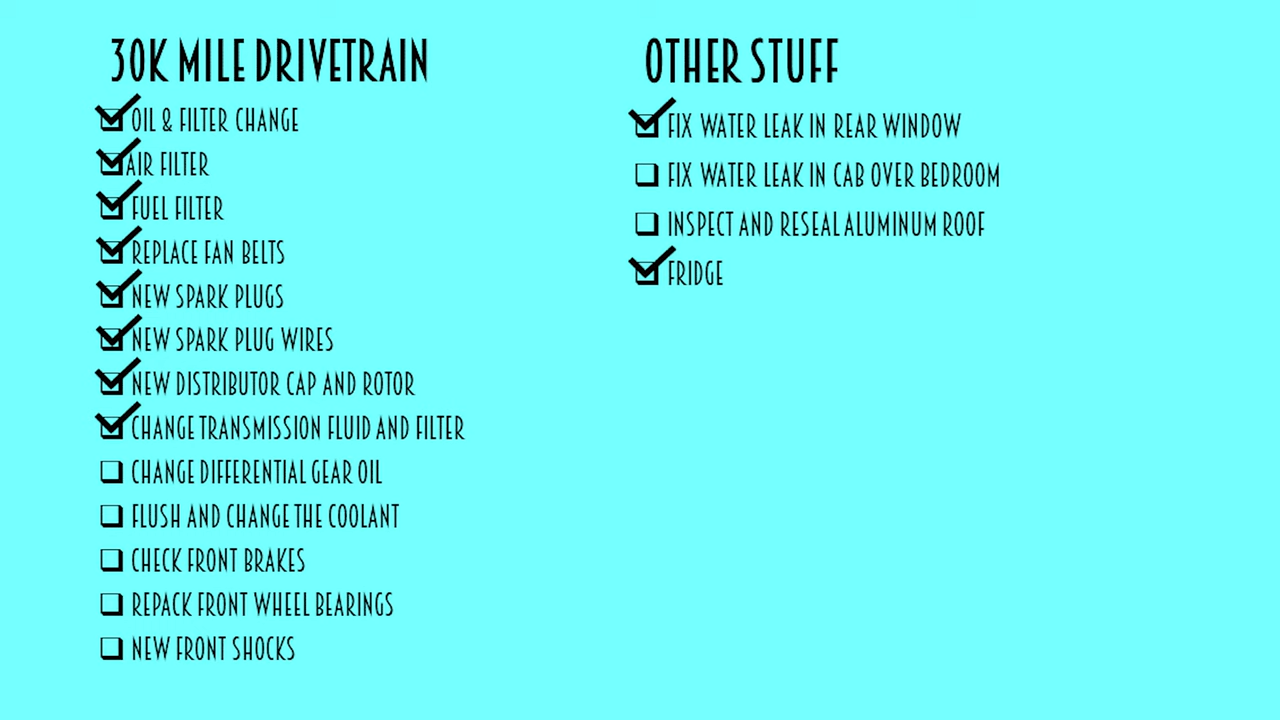 30K MILE DRIVETRAIN
OIL & FILTER CHANGE
AIR FILTER
FUEL FILTER
REPLACE FAN BELTS
NEW SPARK PLUGS
NEW SPARK PLUG WIRES
NEW DISTRIBUTOR CAP AND ROTOR
CHANGE TRANSMISSION FLUID AND FILTER
CHANGE DIFFERENTIAL GEAR OIL
FLUSH AND CHANGE THE COOLANT
CHECK FRONT BRAKES
REPACK FRONT WHEEL BEARINGS
NEW FRONT SHOCKS
OTHER STUFF
FIX WATER LEAK IN REAR WINDOW
FIX WATER LEAK IN CAB OVER BEDROOM
INSPECT AND RESEAL ALUMINUM ROOF
FRIDGE